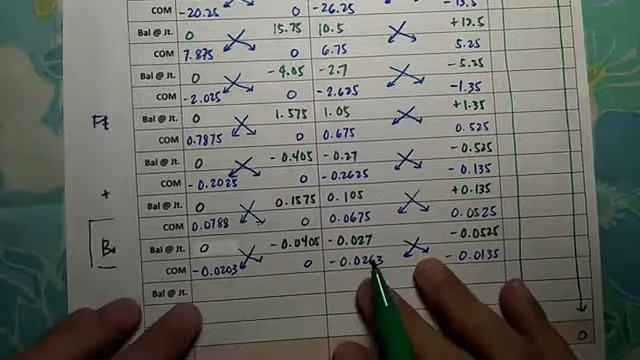 COM -20.25 0 -26.25 -13.5
Bal @ Jt. 0 15.75 10.5 +13.5
COM 7.875 0 6.75 5.25
Bal @ Jt. 0 -4.05 -2.7 -5.25
COM -2.025 0 -2.625 -1.35
Bal @ Jt. 0 1.575 1.05 +1.35
COM 0.7875 0 0.675 0.525
Bal @ Jt. 0 -0.405 -0.27 -0.525
COM -0.2025 0 -0.2625 -0.135
Bal @ Jt. 0 0.1575 0.105 +0.135
COM 0.0788 0 0.0675 0.0525
Bal @ Jt. 0 -0.0405 -0.027 -0.0525
COM -0.0203 0 -0.0263 -0.0135
Bal @ Jt.
0
+